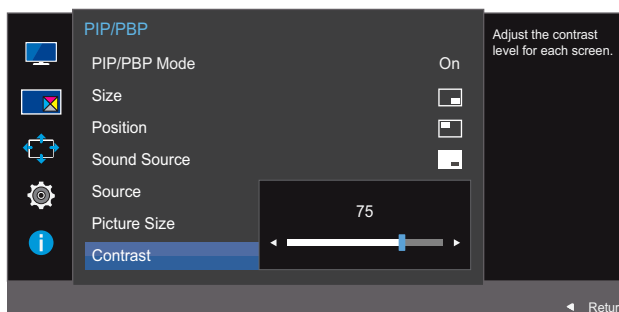 PIP/PBP
PIP/PBP Mode On
Size
Position
Sound Source
Source
Picture Size
Contrast
75
Adjust the contrast
level for each screen.
Retur